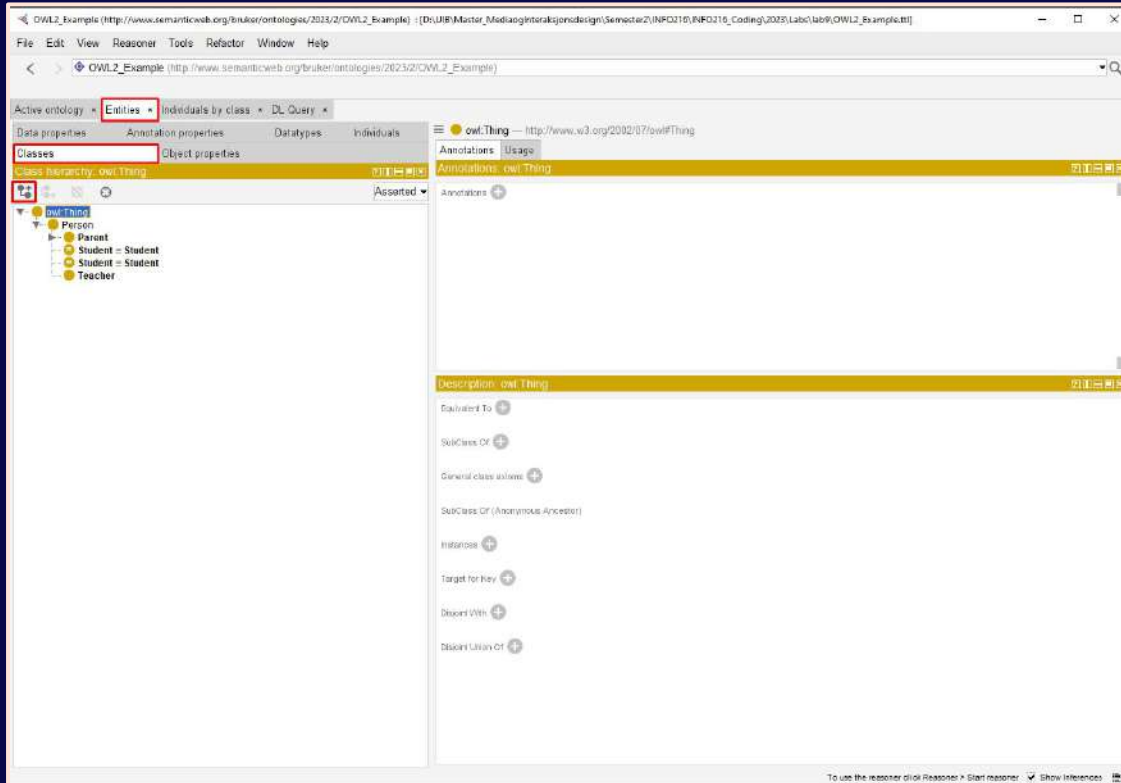 OWL2_Example (http://www.semanticweb.org/bruker/ontologies/2023/2/OWL2_Example) : [D:\UIB\Master_MediaogInteraksjonsdesign\Semester2\INFO216\INFO216_Coding\2023\Labs\lab9\OWL2_Example.ttl]
File Edit View Reasoner Tools Refactor Window Help
OWL2_Example (http://www.semanticweb.org/bruker/ontologies/2023/2/OWL2_Example)
Active ontology × Entities × Individuals by class × DL Query ×
Data properties Annotation properties Datatypes Individuals
Classes Object properties
Class hierarchy: owl:Thing
Asserted
owl:Thing
Person
Parent
Student ≡ Student
Student ≡ Student
Teacher
owl:Thing — http://www.w3.org/2002/07/owl#Thing
Annotations Usage
Annotations: owl:Thing
Annotations
Description: owl:Thing
Equivalent To
SubClass Of
General class axioms
SubClass Of (Anonymous Ancestor)
Instances
Target for Key
Disjoint With
Disjoint Union Of
To use the reasoner click Reasoner > Start reasoner Show Inferences